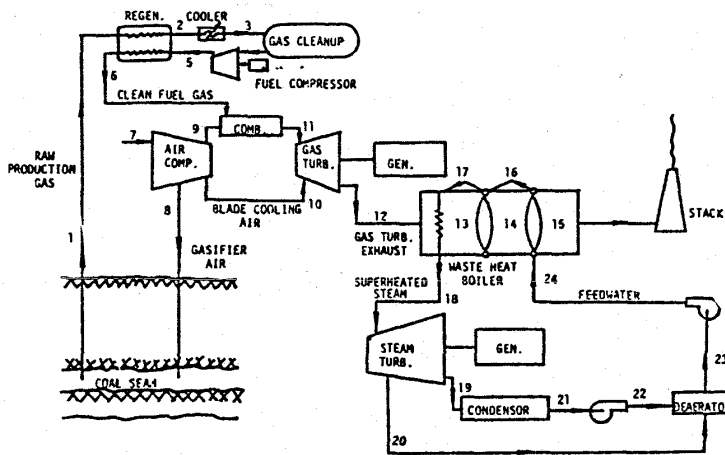 REGEN. COOLER
2
3
GAS CLEANUP
5
6
FUEL COMPRESSOR
CLEAN FUEL GAS
9
COMB.
11
7
AIR COMP.
GAS TURB.
GEN.
RAW PRODUCTION GAS
8
BLADE COOLING AIR
10
12
17
16
13
14
15
STACK
1
GASIFIER AIR
GAS TURB. EXHAUST
WASTE HEAT BOILER
24
SUPERHEATED STEAM
18
FEEDWATER
STEAM TURB.
GEN.
23
COAL SEAM
19
CONDENSOR
21
22
DEAERATO
20